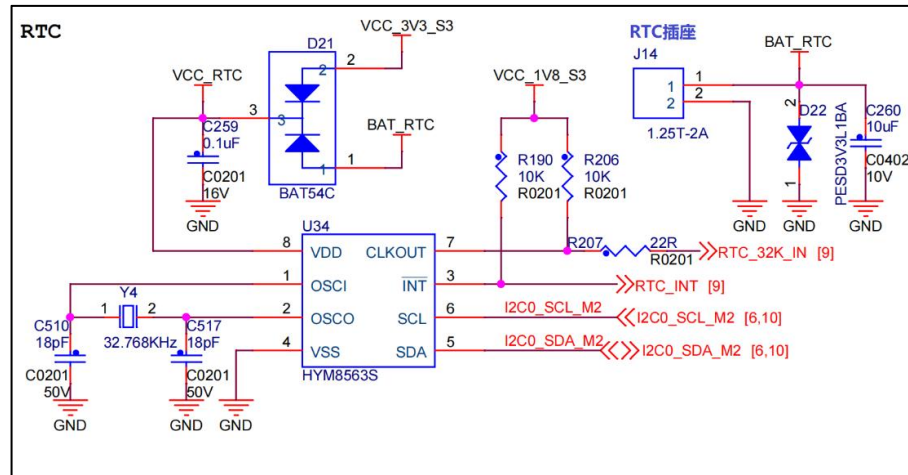 RTC
VCC_3V3_S3
RTC插座
D21
J14
BAT_RTC
VCC_RTC
2
2
VCC_1V8_S3
1
1
2
2
3
3
BAT_RTC
2
D22
C260
10uF
C259
0.1uF
1.25T-2A
R190
10K
R0201
R206
10K
R0201
PESD3V3L1BA
C0201
16V
1
1
C0402
10V
1
BAT54C
GND
GND
GND
GND
U34
8
VDD
CLKOUT
7
R207
22R
R0201
RTC_32K_IN [9]
1
OSCI
INT
3
RTC_INT [9]
Y4
1
2
2
OSCO
SCL
6
I2C0_SCL_M2
I2C0_SCL_M2 [6,10]
C510
18pF
C517
18pF
32.768KHz
4
VSS
SDA
5
I2C0_SDA_M2
I2C0_SDA_M2 [6,10]
C0201
50V
C0201
50V
HYM8563S
GND
GND
GND